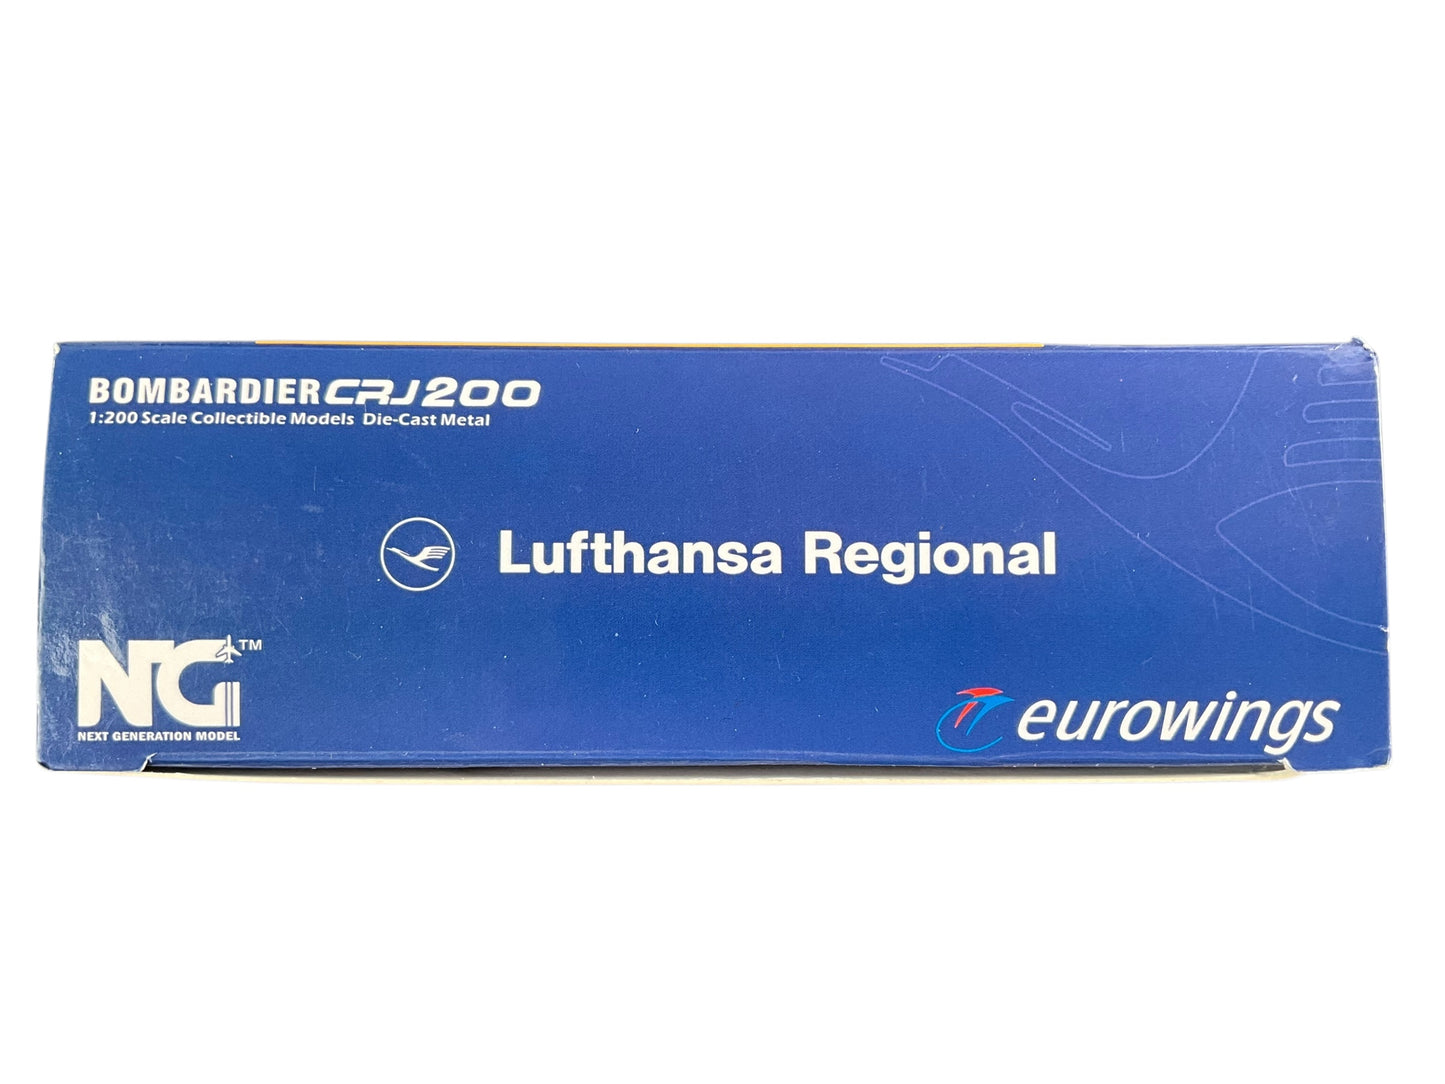 BOMBARDIER CRJ200
1:200 Scale Collectible Models Die-Cast Metal
Lufthansa Regional
NG™
NEXT GENERATION MODEL
eurowings